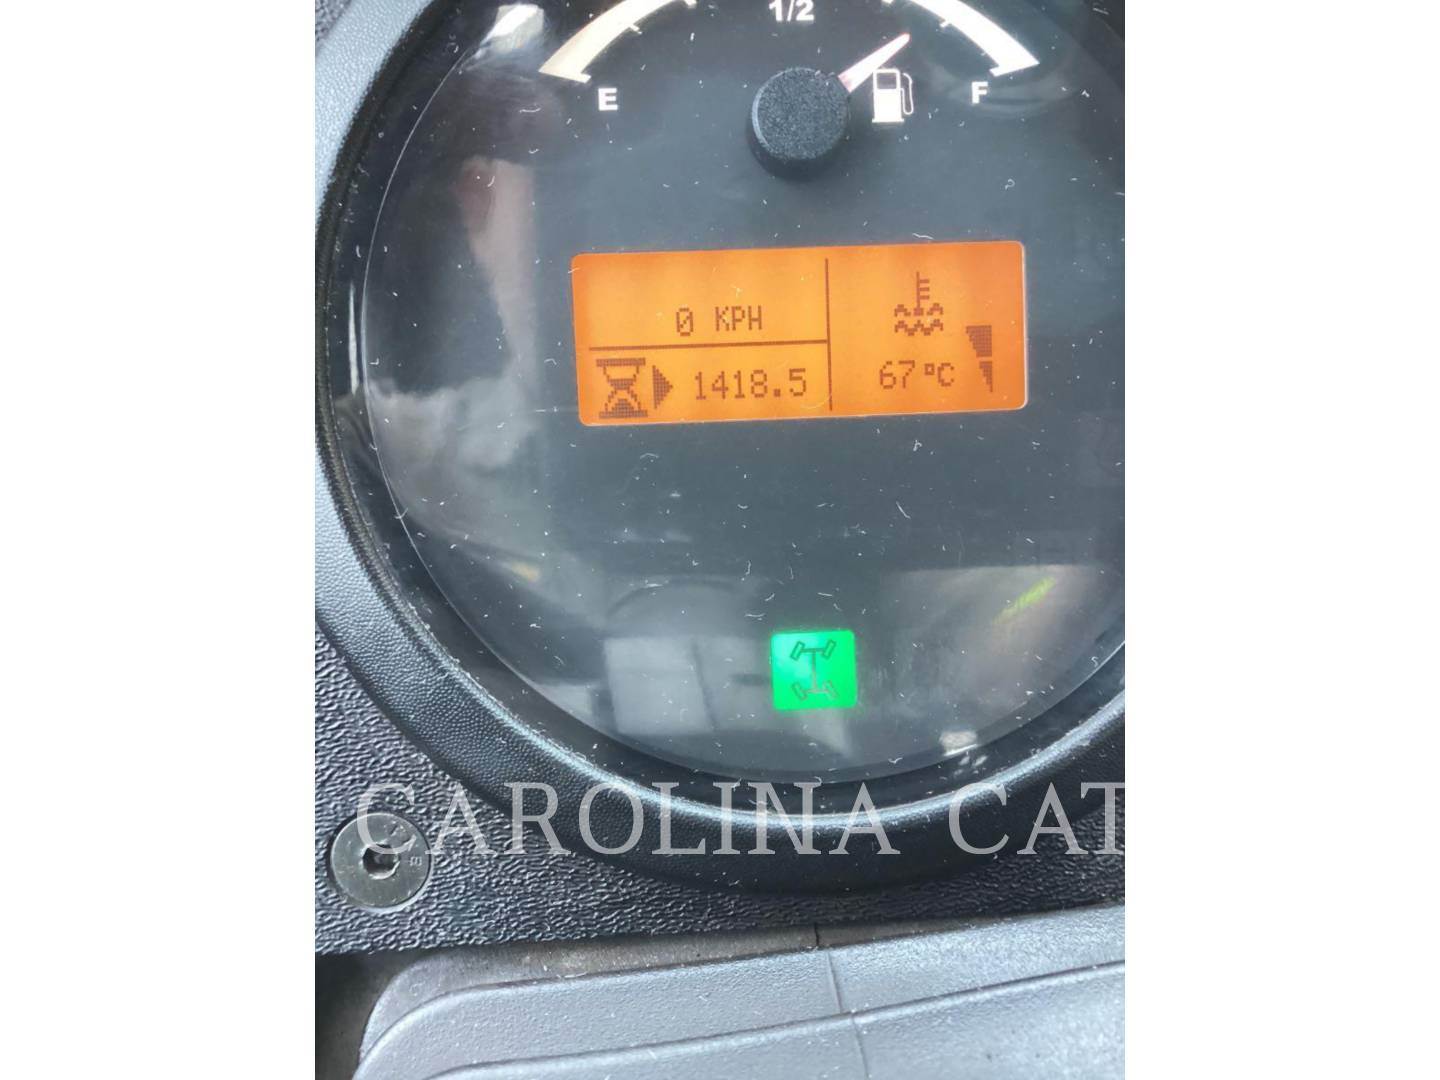 1/2
E F
0 KPH
1418.5
67°C
CAROLINA CAT